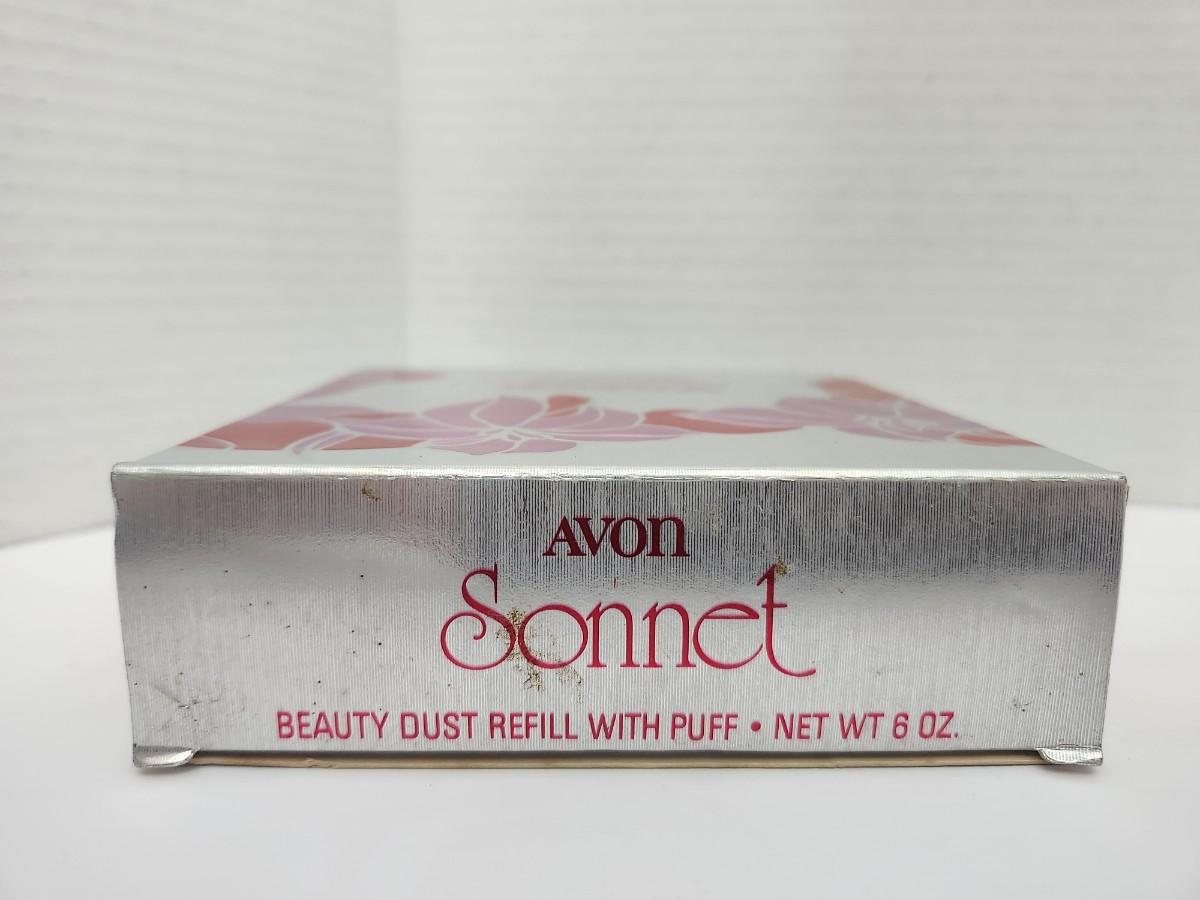 AVON
Sonnet
BEAUTY DUST REFILL WITH PUFF • NET WT 6 OZ.